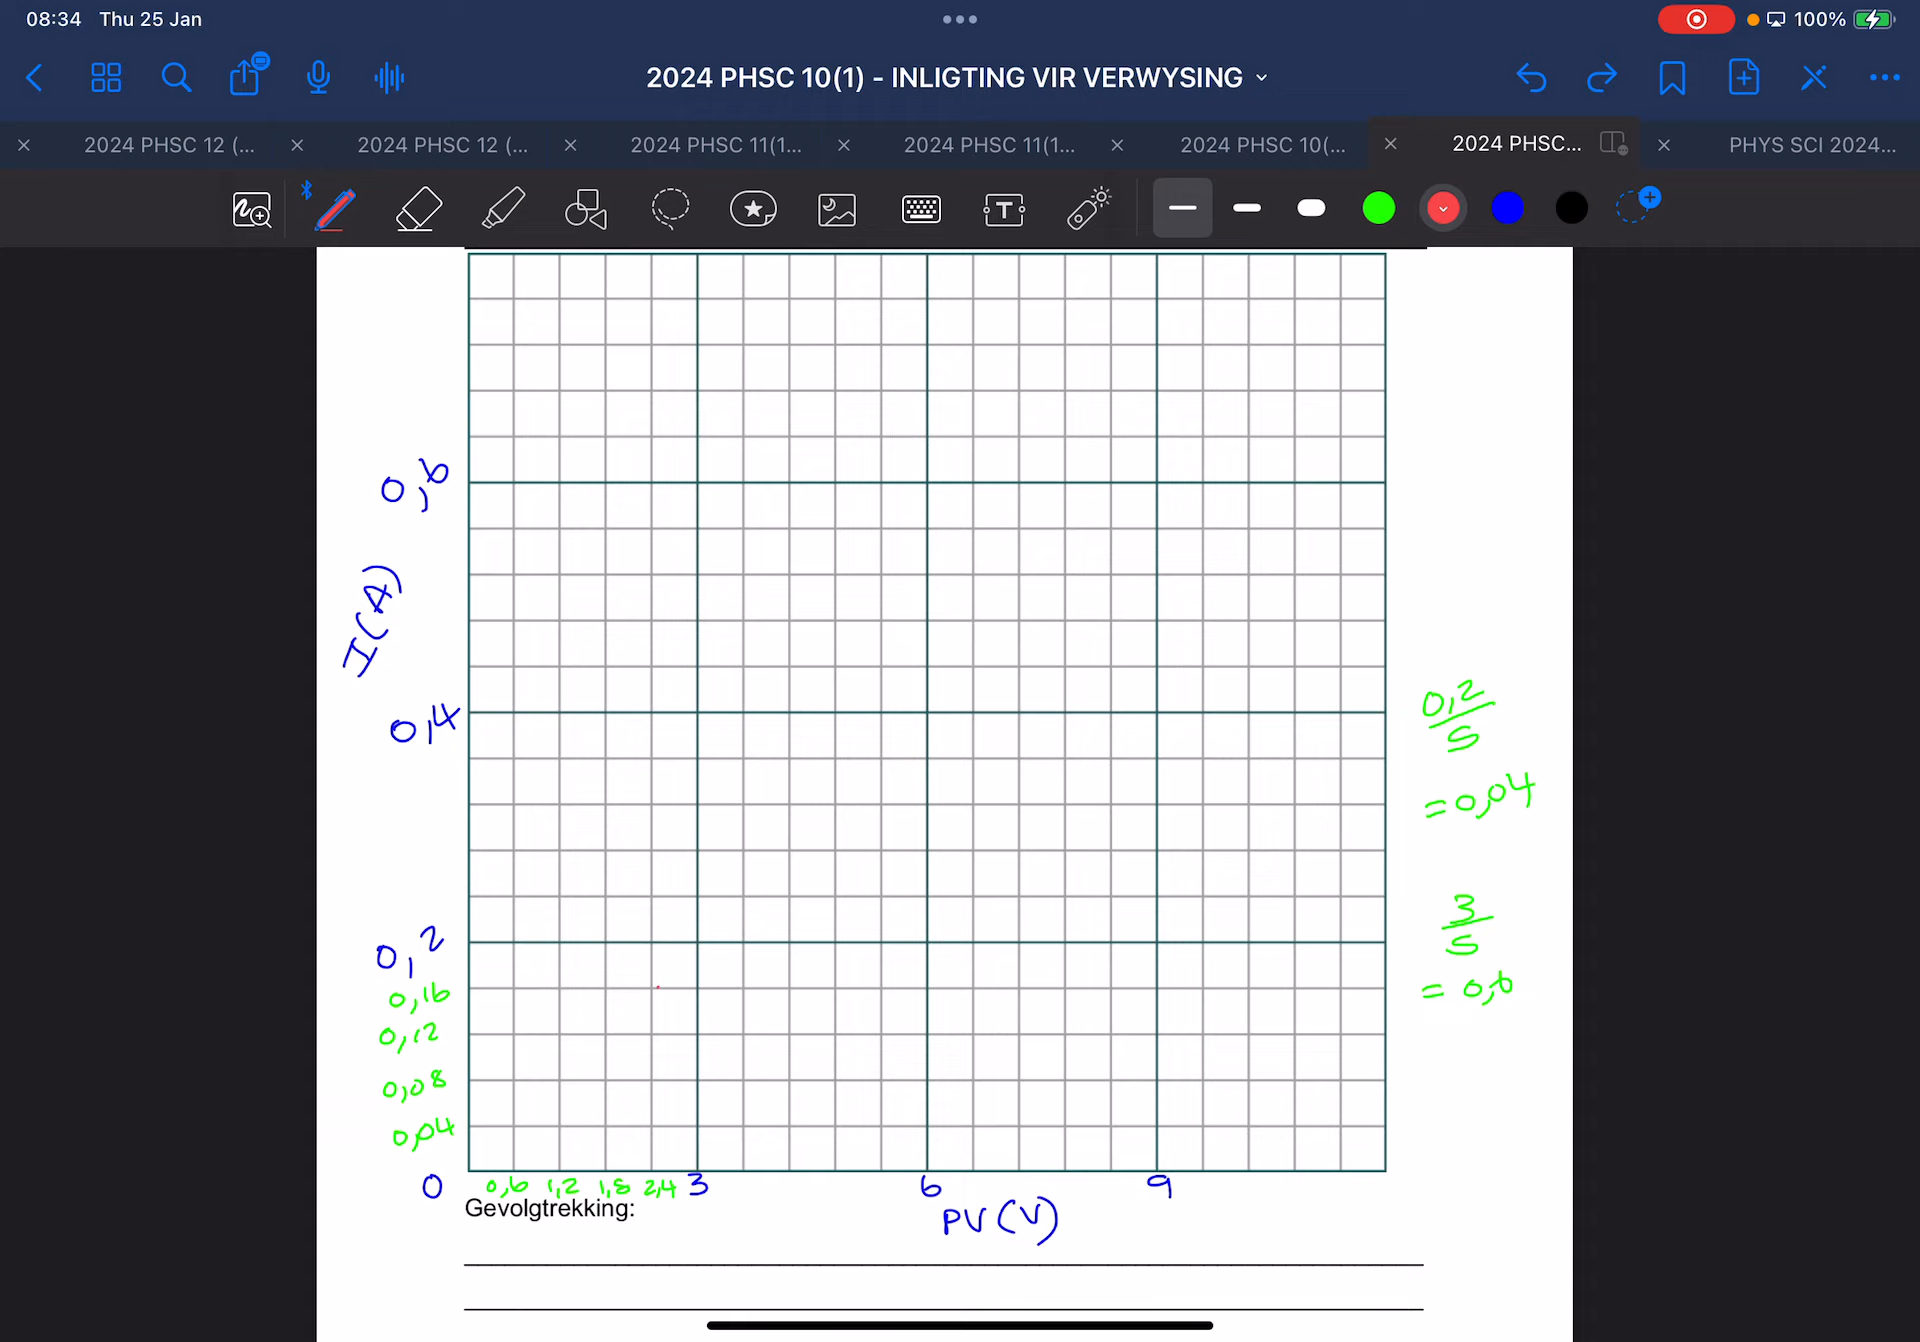 08:34 Thu 25 Jan
100%
2024 PHSC 10(1) - INLIGTING VIR VERWYSING
2024 PHSC 12 (...
2024 PHSC 12 (...
2024 PHSC 11(1...
2024 PHSC 11(1...
2024 PHSC 10(...
2024 PHSC...
PHYS SCI 2024...
0,6
I(A)
0,4
0,2
5
=0,04
3
5
= 0,6
0,2
0,16
0,12
0,08
0,04
0 0,6 1,2 1,8 2,4 3 6 9
Gevolgtrekking:
PV (V)